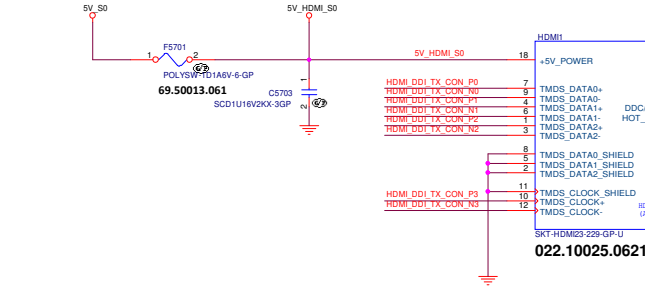 5V_S0
5V_HDMI_S0
HDMI1
F5701
1
2
POLYSW-1D1A6V-6-GP
69.50013.061
1
C5703
SCD1U16V2KX-3GP
2
5V_HDMI_S0
18
+5V_POWER
HDMI_DDI_TX_CON_P0
7
TMDS_DATA0+
HDMI_DDI_TX_CON_N0
9
TMDS_DATA0-
HDMI_DDI_TX_CON_P1
4
TMDS_DATA1+
DDC/
HDMI_DDI_TX_CON_N1
6
TMDS_DATA1-
HOT_
HDMI_DDI_TX_CON_P2
1
TMDS_DATA2+
HDMI_DDI_TX_CON_N2
3
TMDS_DATA2-
8
TMDS_DATA0_SHIELD
5
TMDS_DATA1_SHIELD
2
TMDS_DATA2_SHIELD
11
TMDS_CLOCK_SHIELD
HDMI_DDI_TX_CON_P3
10
TMDS_CLOCK+
HDMI_DDI_TX_CON_N3
12
TMDS_CLOCK-
SKT-HDMI23-229-GP-U
022.10025.0621